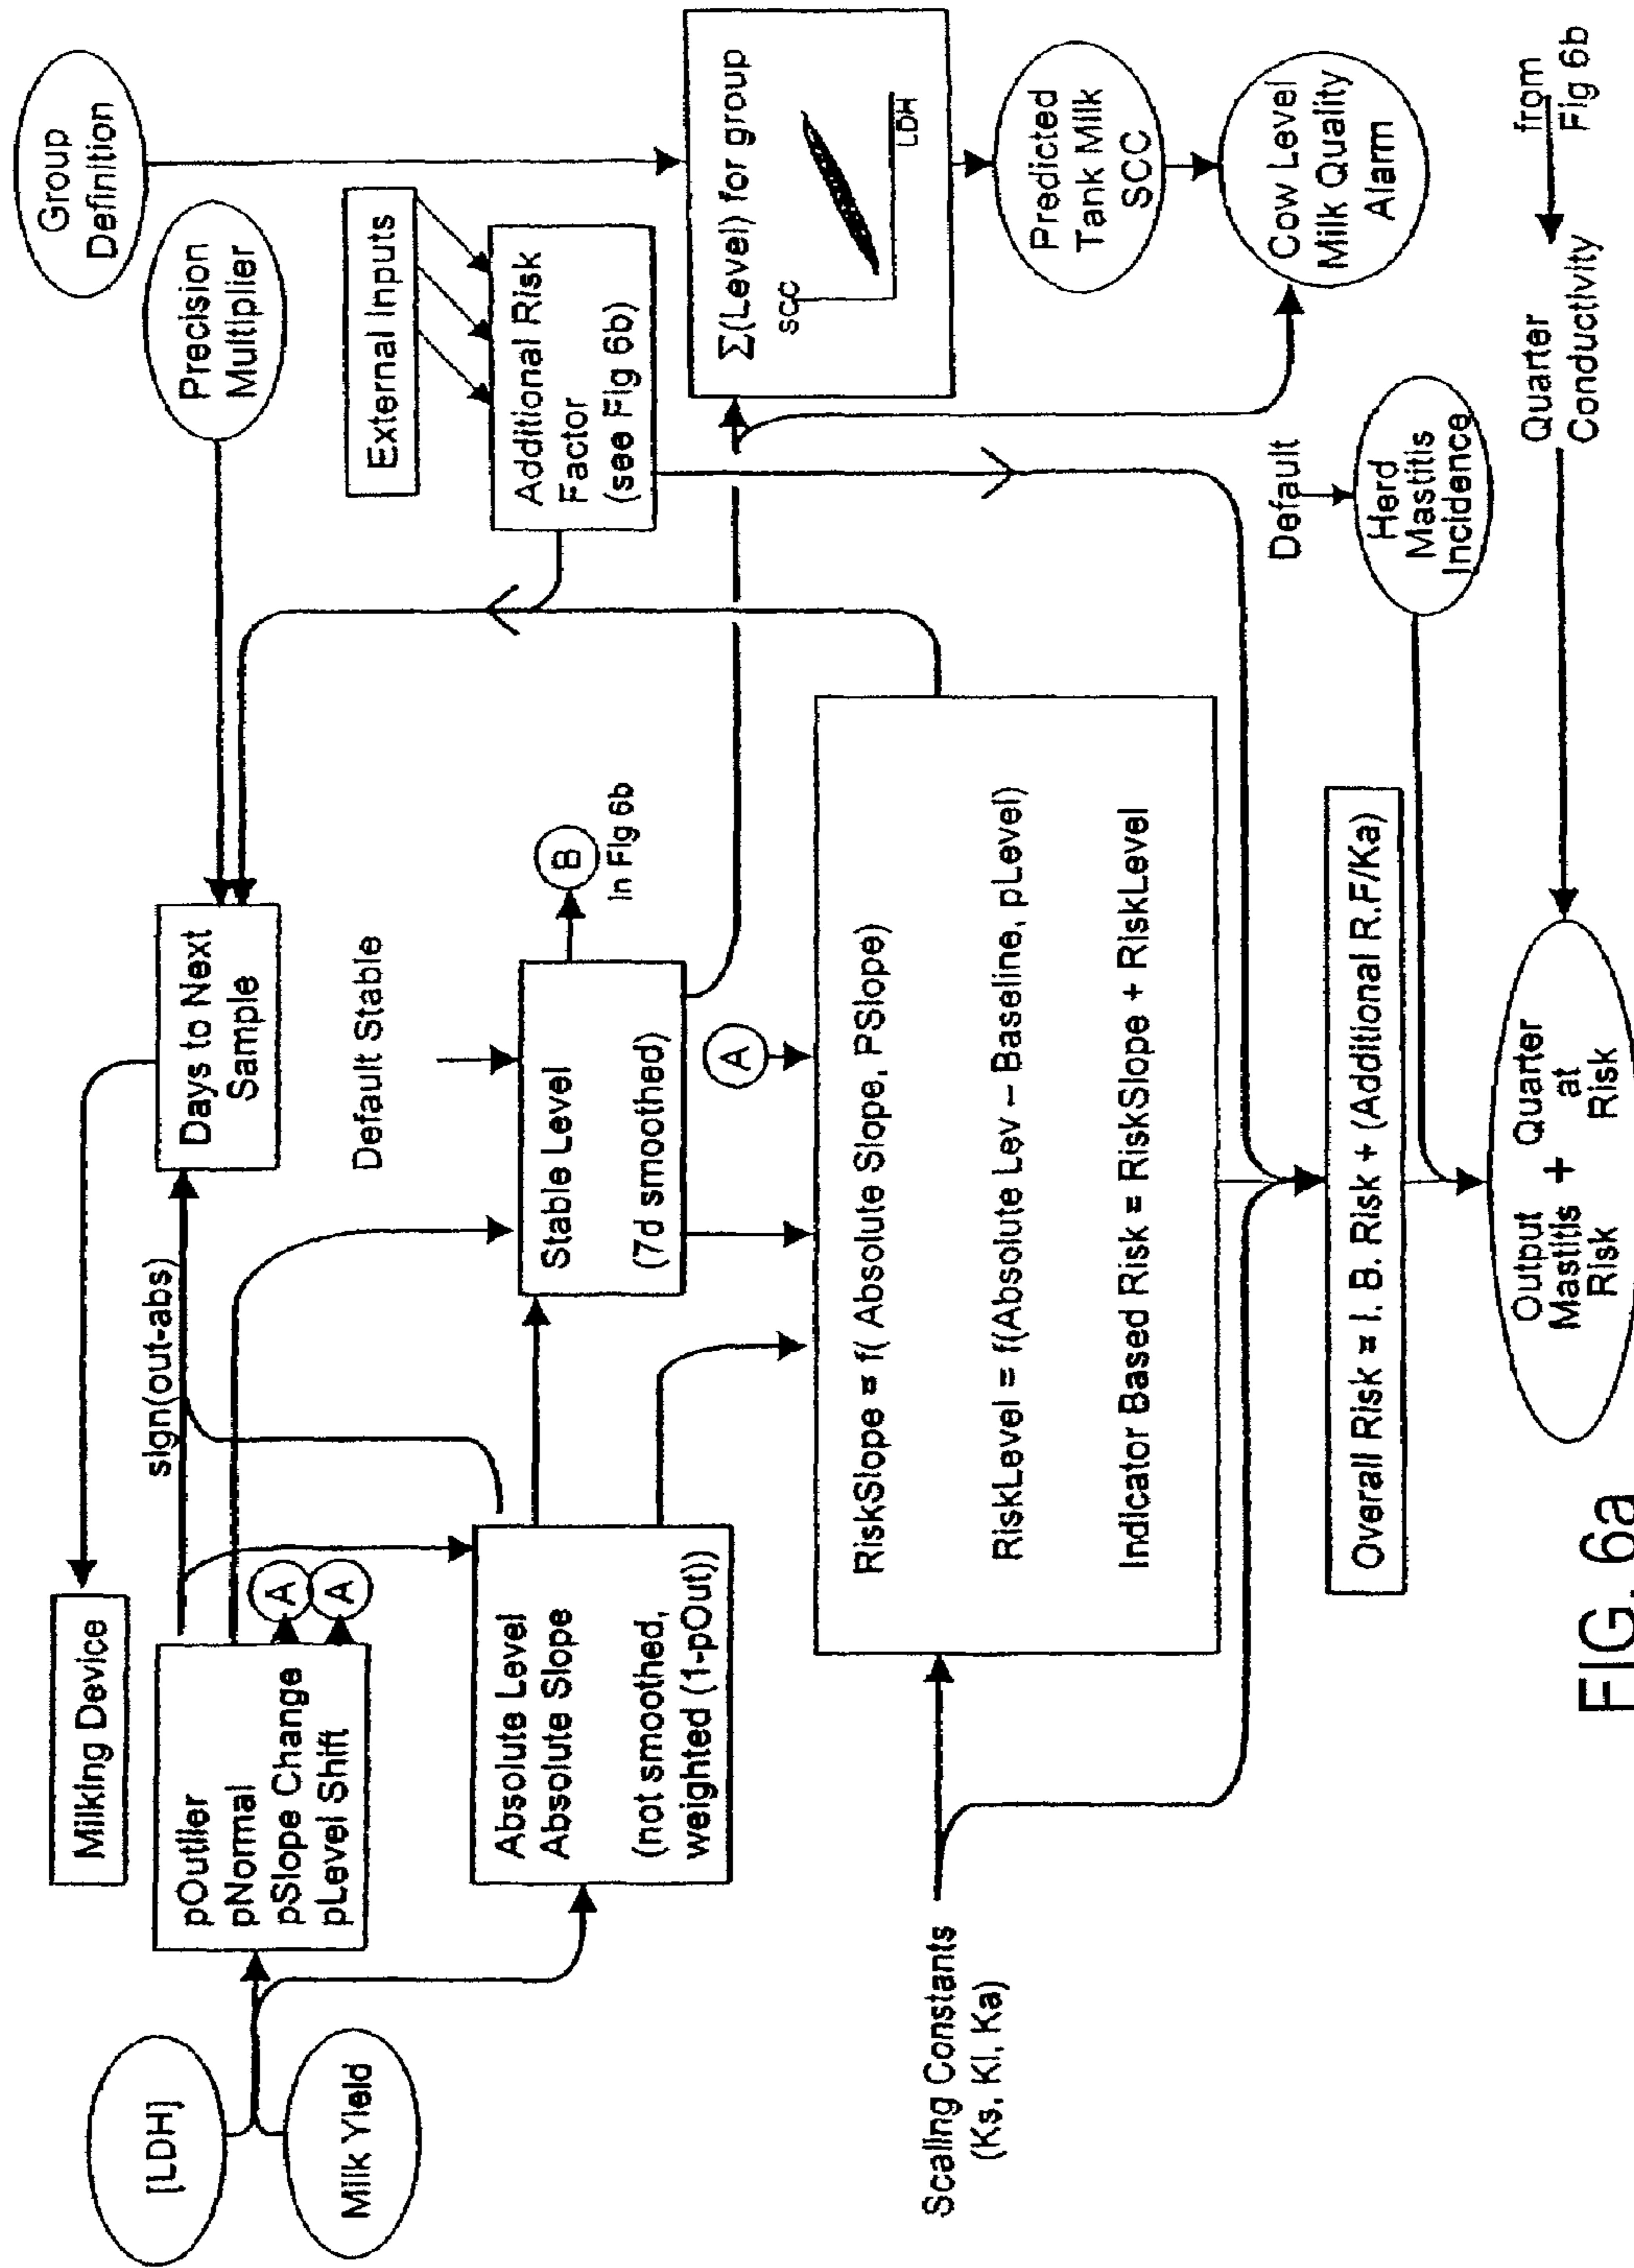 [LDH]
Milk Yield
Milking Device
pOutlier
pNormal
pSlope Change
pLevel Shift
A
A
sign(out-abs)
Days to Next
Sample
Precision
Multiplier
Group
Definition
Absolute Level
Absolute Slope
(not smoothed,
weighted (1-pOut))
Default Stable
Stable Level
(7d smoothed)
B
In Fig 6b
External Inputs
Additional Risk
Factor
(see Fig 6b)
Σ(Level) for group
SCC
LDH
A
Scaling Constants
(Ks, Kl, Ka)
RiskSlope = f( Absolute Slope, PSlope)
RiskLevel = f(Absolute Lev – Baseline, pLevel)
Indicator Based Risk = RiskSlope + RiskLevel
Predicted
Tank Milk
SCC
Cow Level
Milk Quality
Alarm
Default
Herd
Mastitis
Incidence
Overall Risk = I. B. Risk + (Additional R.F/Ka)
Output
Mastitis
Risk
+
Quarter
at
Risk
Quarter
Conductivity
from
Fig 6b
FIG. 6a